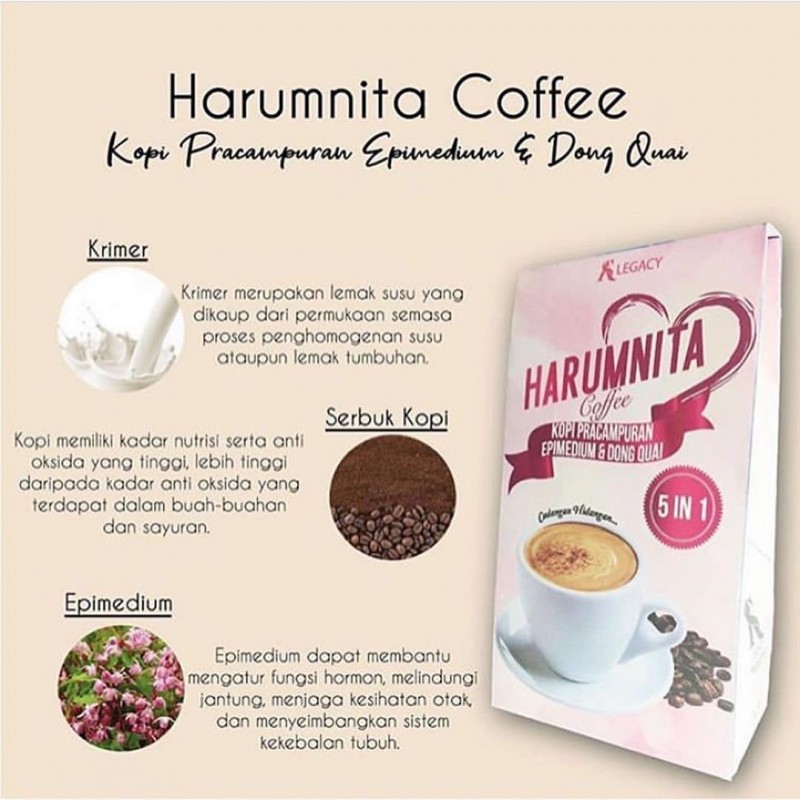 Harumnita Coffee
Kopi Pracampuran Epimedium & Dong Quai
Krimer
Krimer merupakan lemak susu yang
dikaup dari permukaan semasa
proses penghomogenan susu
ataupun lemak tumbuhan.
Serbuk Kopi
Kopi memiliki kadar nutrisi serta anti
oksida yang tinggi, lebih tinggi
daripada kadar anti oksida yang
terdapat dalam buah-buahan
dan sayuran.
Epimedium
Epimedium dapat membantu
mengatur fungsi hormon, melindungi
jantung, menjaga kesihatan otak,
dan menyeimbangkan sistem
kekebalan tubuh.
LEGACY
HARUMNITA
Coffee
KOPI PRACAMPURAN
EPIMEDIUM & DONG QUAI
5 IN 1
Cadangan Hidangan...